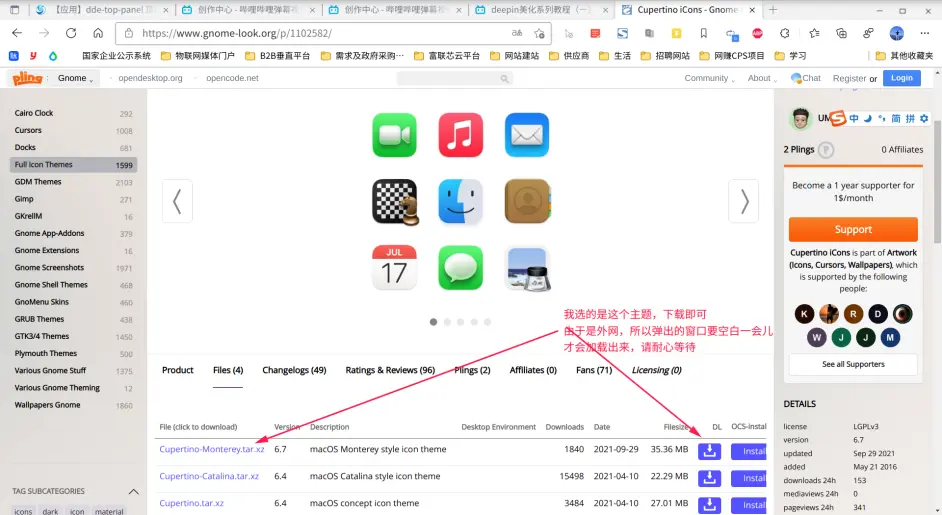 【应用】dde-top-panel 顶
创作中心 - 哔哩哔哩弹幕视
创作中心 - 哔哩哔哩弹幕视
deepin美化系列教程（一）
Cupertino iCons - Gnome-
https://www.gnome-look.org/p/1102582/
国家企业公示系统
物联网媒体门户
B2B垂直平台
需求及政府采购…
富联芸云平台
网站建站
供应商
生活
招聘网站
网赚CPS项目
学习
其他收藏夹
pling
Gnome
opendesktop.org
opencode.net
Community
About
Chat
Register or
Login
Cairo Clock 292
Cursors 1008
Docks 681
Full Icon Themes 1599
GDM Themes 2103
Gimp 271
GKrellM 16
Gnome App-Addons 379
Gnome Extensions 16
Gnome Screenshots 1971
Gnome Shell Themes 468
GnoMenu Skins 460
GRUB Themes 438
GTK3/4 Themes 1450
Plymouth Themes 500
Various Gnome Stuff 1375
Various Gnome Theming 12
Wallpapers Gnome 1860
TAG SUBCATEGORIES
icons dark icon material
JUL
17
我选的是这个主题，下载即可
由于是外网，所以弹出的窗口要空白一会儿
才会加载出来，请耐心等待
Product
Files (4)
Changelogs (49)
Ratings & Reviews (96)
Plings (2)
Affiliates (0)
Fans (71)
Licensing (0)
File (click to download) Version Description Desktop Environment Downloads Date Filesize DL OCS-Instal
Cupertino-Monterey.tar.xz 6.7 macOS Monterey style icon theme 1840 2021-09-29 35.36 MB Install
Cupertino-Catalina.tar.xz 6.4 macOS Catalina style icon theme 15498 2021-04-10 22.29 MB Install
Cupertino.tar.xz 6.4 macOS concept icon theme 3484 2021-04-10 27.01 MB Install
UM
中
简
拼
2 Plings
0 Affiliates
Become a 1 year supporter for
1$/month
Support
Cupertino iCons is part of Artwork
(Icons, Cursors, Wallpapers), which
is supported by the following
people:
K R D
W J J M
See all Supporters
DETAILS
license LGPLv3
version 6.7
updated Sep 29 2021
added May 21 2016
downloads 24h 153
mediaviews 24h 0
pageviews 24h 341